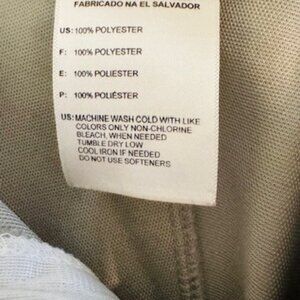 FABRICADO NA EL SALVADOR
US: 100% POLYESTER
F: 100% POLYESTER
E: 100% POLIESTER
P: 100% POLIÉSTER
US: MACHINE WASH COLD WITH LIKE
COLORS ONLY NON-CHLORINE
BLEACH, WHEN NEEDED
TUMBLE DRY LOW
COOL IRON IF NEEDED
DO NOT USE SOFTENERS